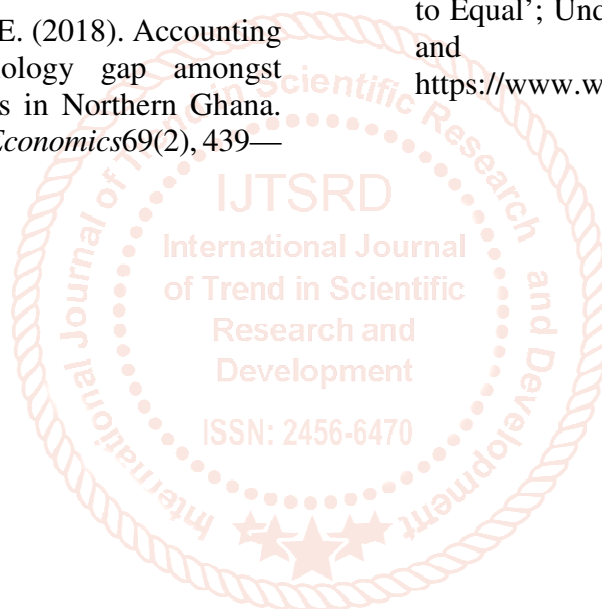 E. (2018). Accounting
ology gap amongst
s in Northern Ghana.
Economics69(2), 439—
to Equal’; Und
and
https://www.w
International Journal of Trend in Scientific Research and Development
IJTSRD
International Journal
of Trend in Scientific
Research and
Development
ISSN: 2456-6470